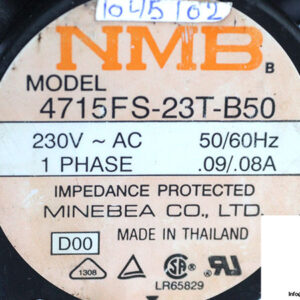 1045102
NMB B
MODEL
4715FS-23T-B50
230V ~ AC 50/60Hz
1 PHASE .09/.08A
IMPEDANCE PROTECTED
MINEBEA CO., LTD.
D00 MADE IN THAILAND
1308
LR65829